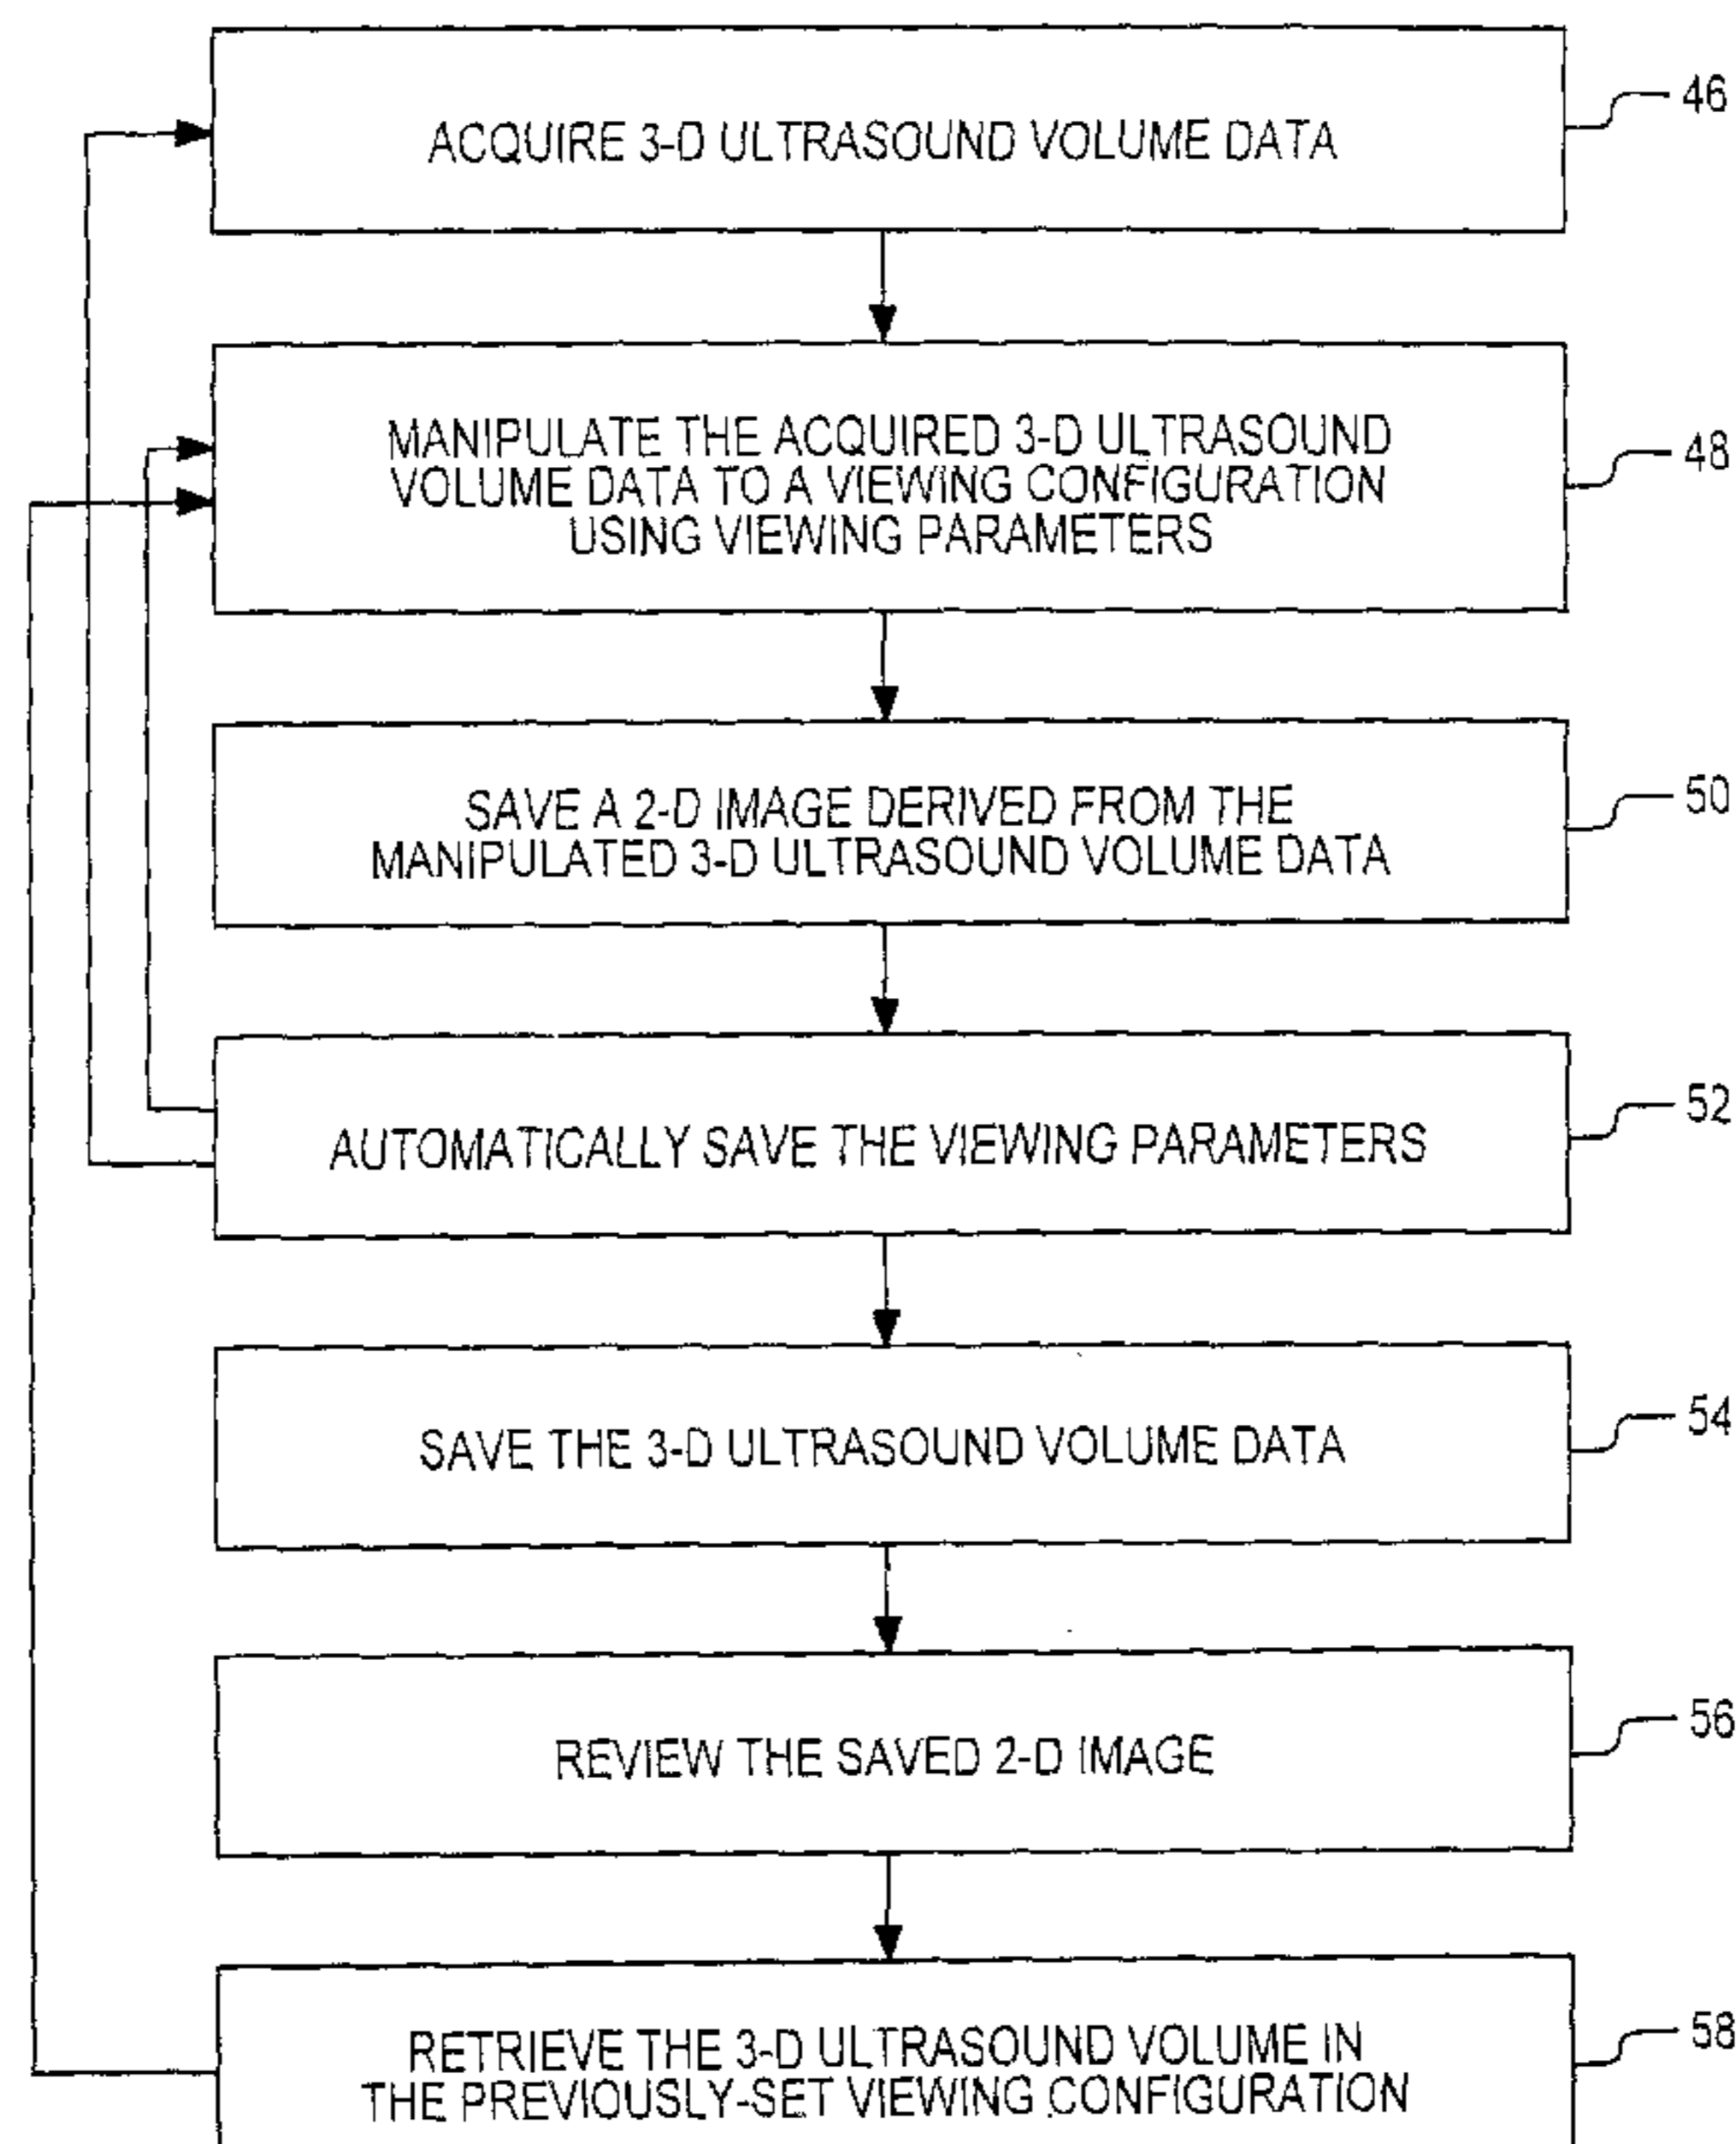 ACQUIRE 3-D ULTRASOUND VOLUME DATA
46
MANIPULATE THE ACQUIRED 3-D ULTRASOUND
VOLUME DATA TO A VIEWING CONFIGURATION
USING VIEWING PARAMETERS
48
SAVE A 2-D IMAGE DERIVED FROM THE
MANIPULATED 3-D ULTRASOUND VOLUME DATA
50
AUTOMATICALLY SAVE THE VIEWING PARAMETERS
52
SAVE THE 3-D ULTRASOUND VOLUME DATA
54
REVIEW THE SAVED 2-D IMAGE
56
RETRIEVE THE 3-D ULTRASOUND VOLUME IN
THE PREVIOUSLY-SET VIEWING CONFIGURATION
58